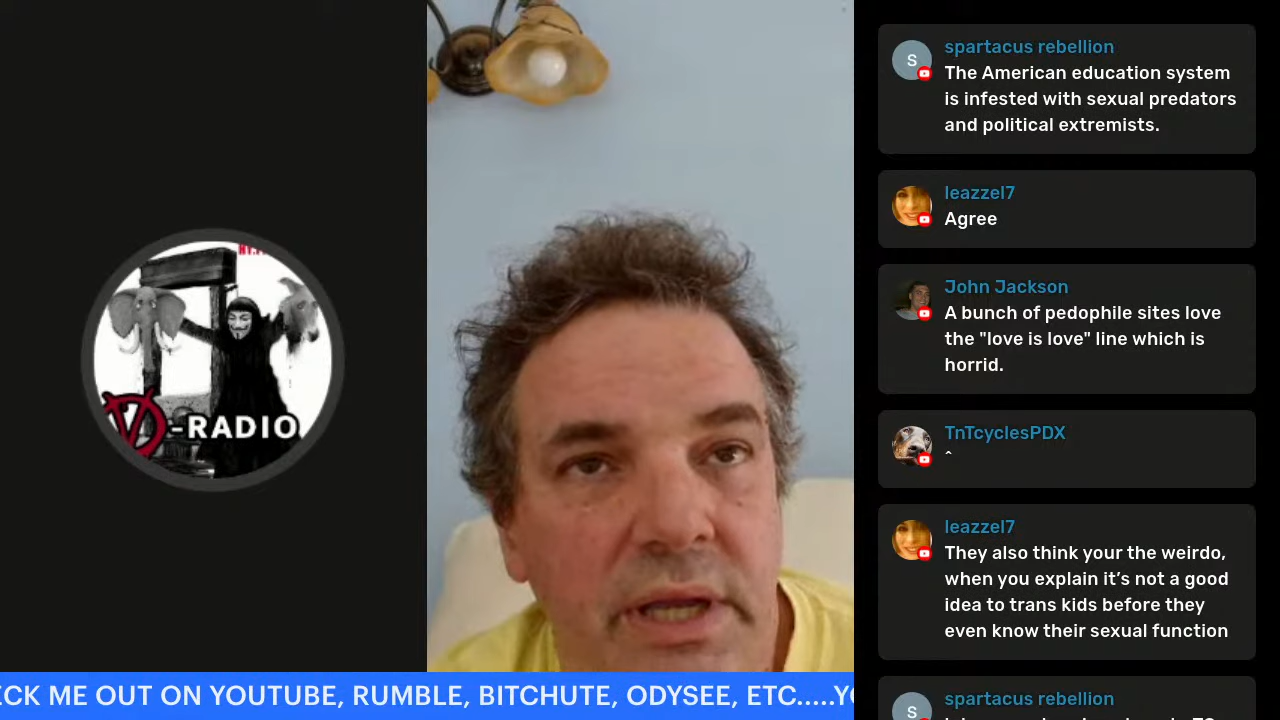 -RADIO
CK ME OUT ON YOUTUBE, RUMBLE, BITCHUTE, ODYSEE, ETC.....
spartacus rebellion
The American education system
is infested with sexual predators
and political extremists.
leazzel7
Agree
John Jackson
A bunch of pedophile sites love
the "love is love" line which is
horrid.
TnTcyclesPDX
^
leazzel7
They also think your the weirdo,
when you explain it’s not a good
idea to trans kids before they
even know their sexual function
S
spartacus rebellion